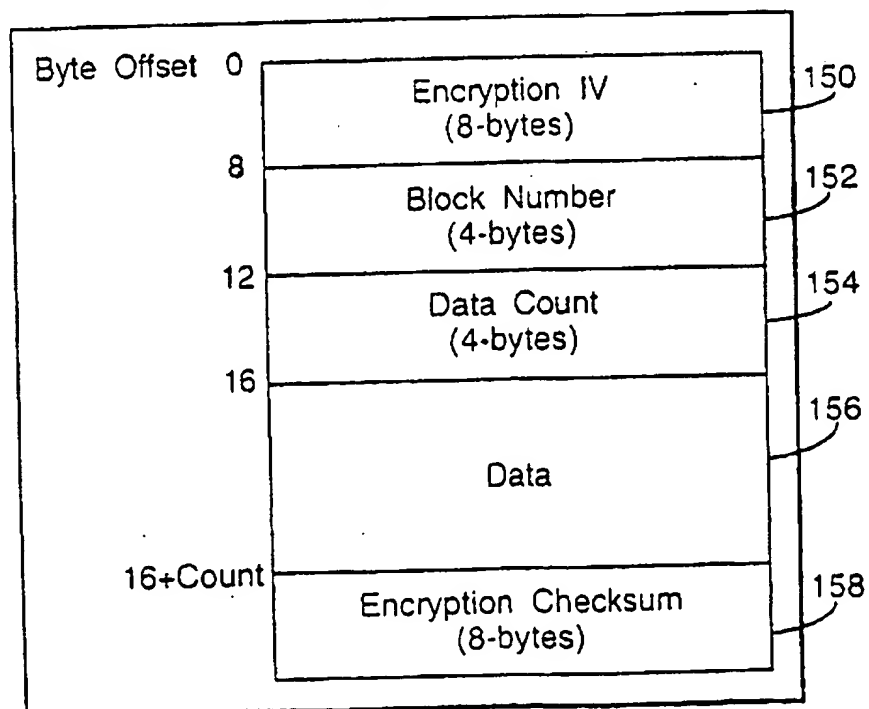 Byte Offset 0
Encryption IV
(8-bytes)
150
8
Block Number
(4-bytes)
152
12
Data Count
(4-bytes)
154
16
Data
156
16+Count
Encryption Checksum
(8-bytes)
158